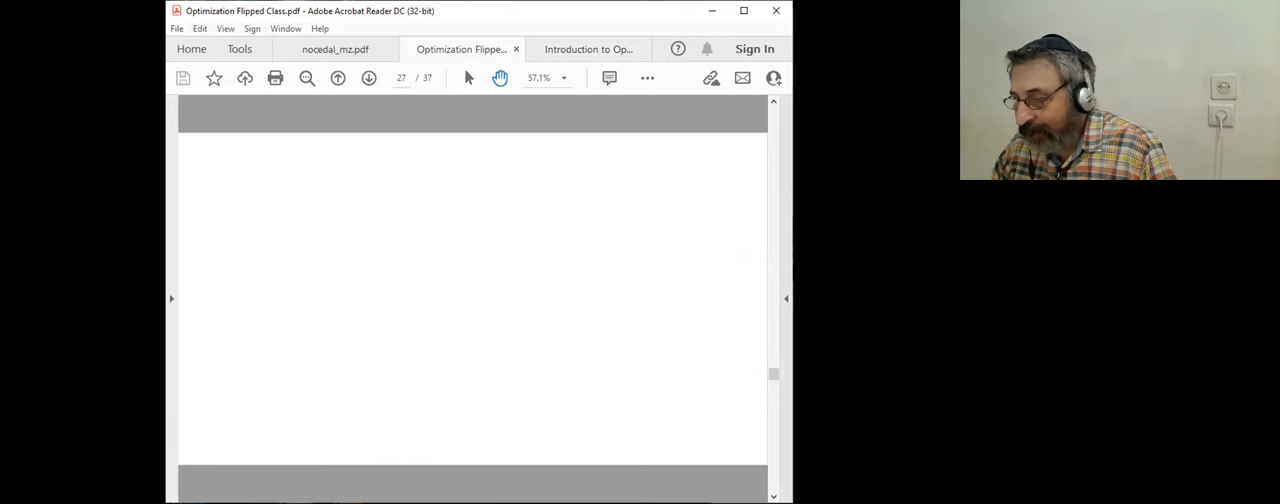 Optimization Flipped Class.pdf - Adobe Acrobat Reader DC (32-bit)
File Edit View Sign Window Help
Home Tools nocedal_mz.pdf Optimization Flippe... × Introduction to Op... Sign In
27 / 37 57.1%